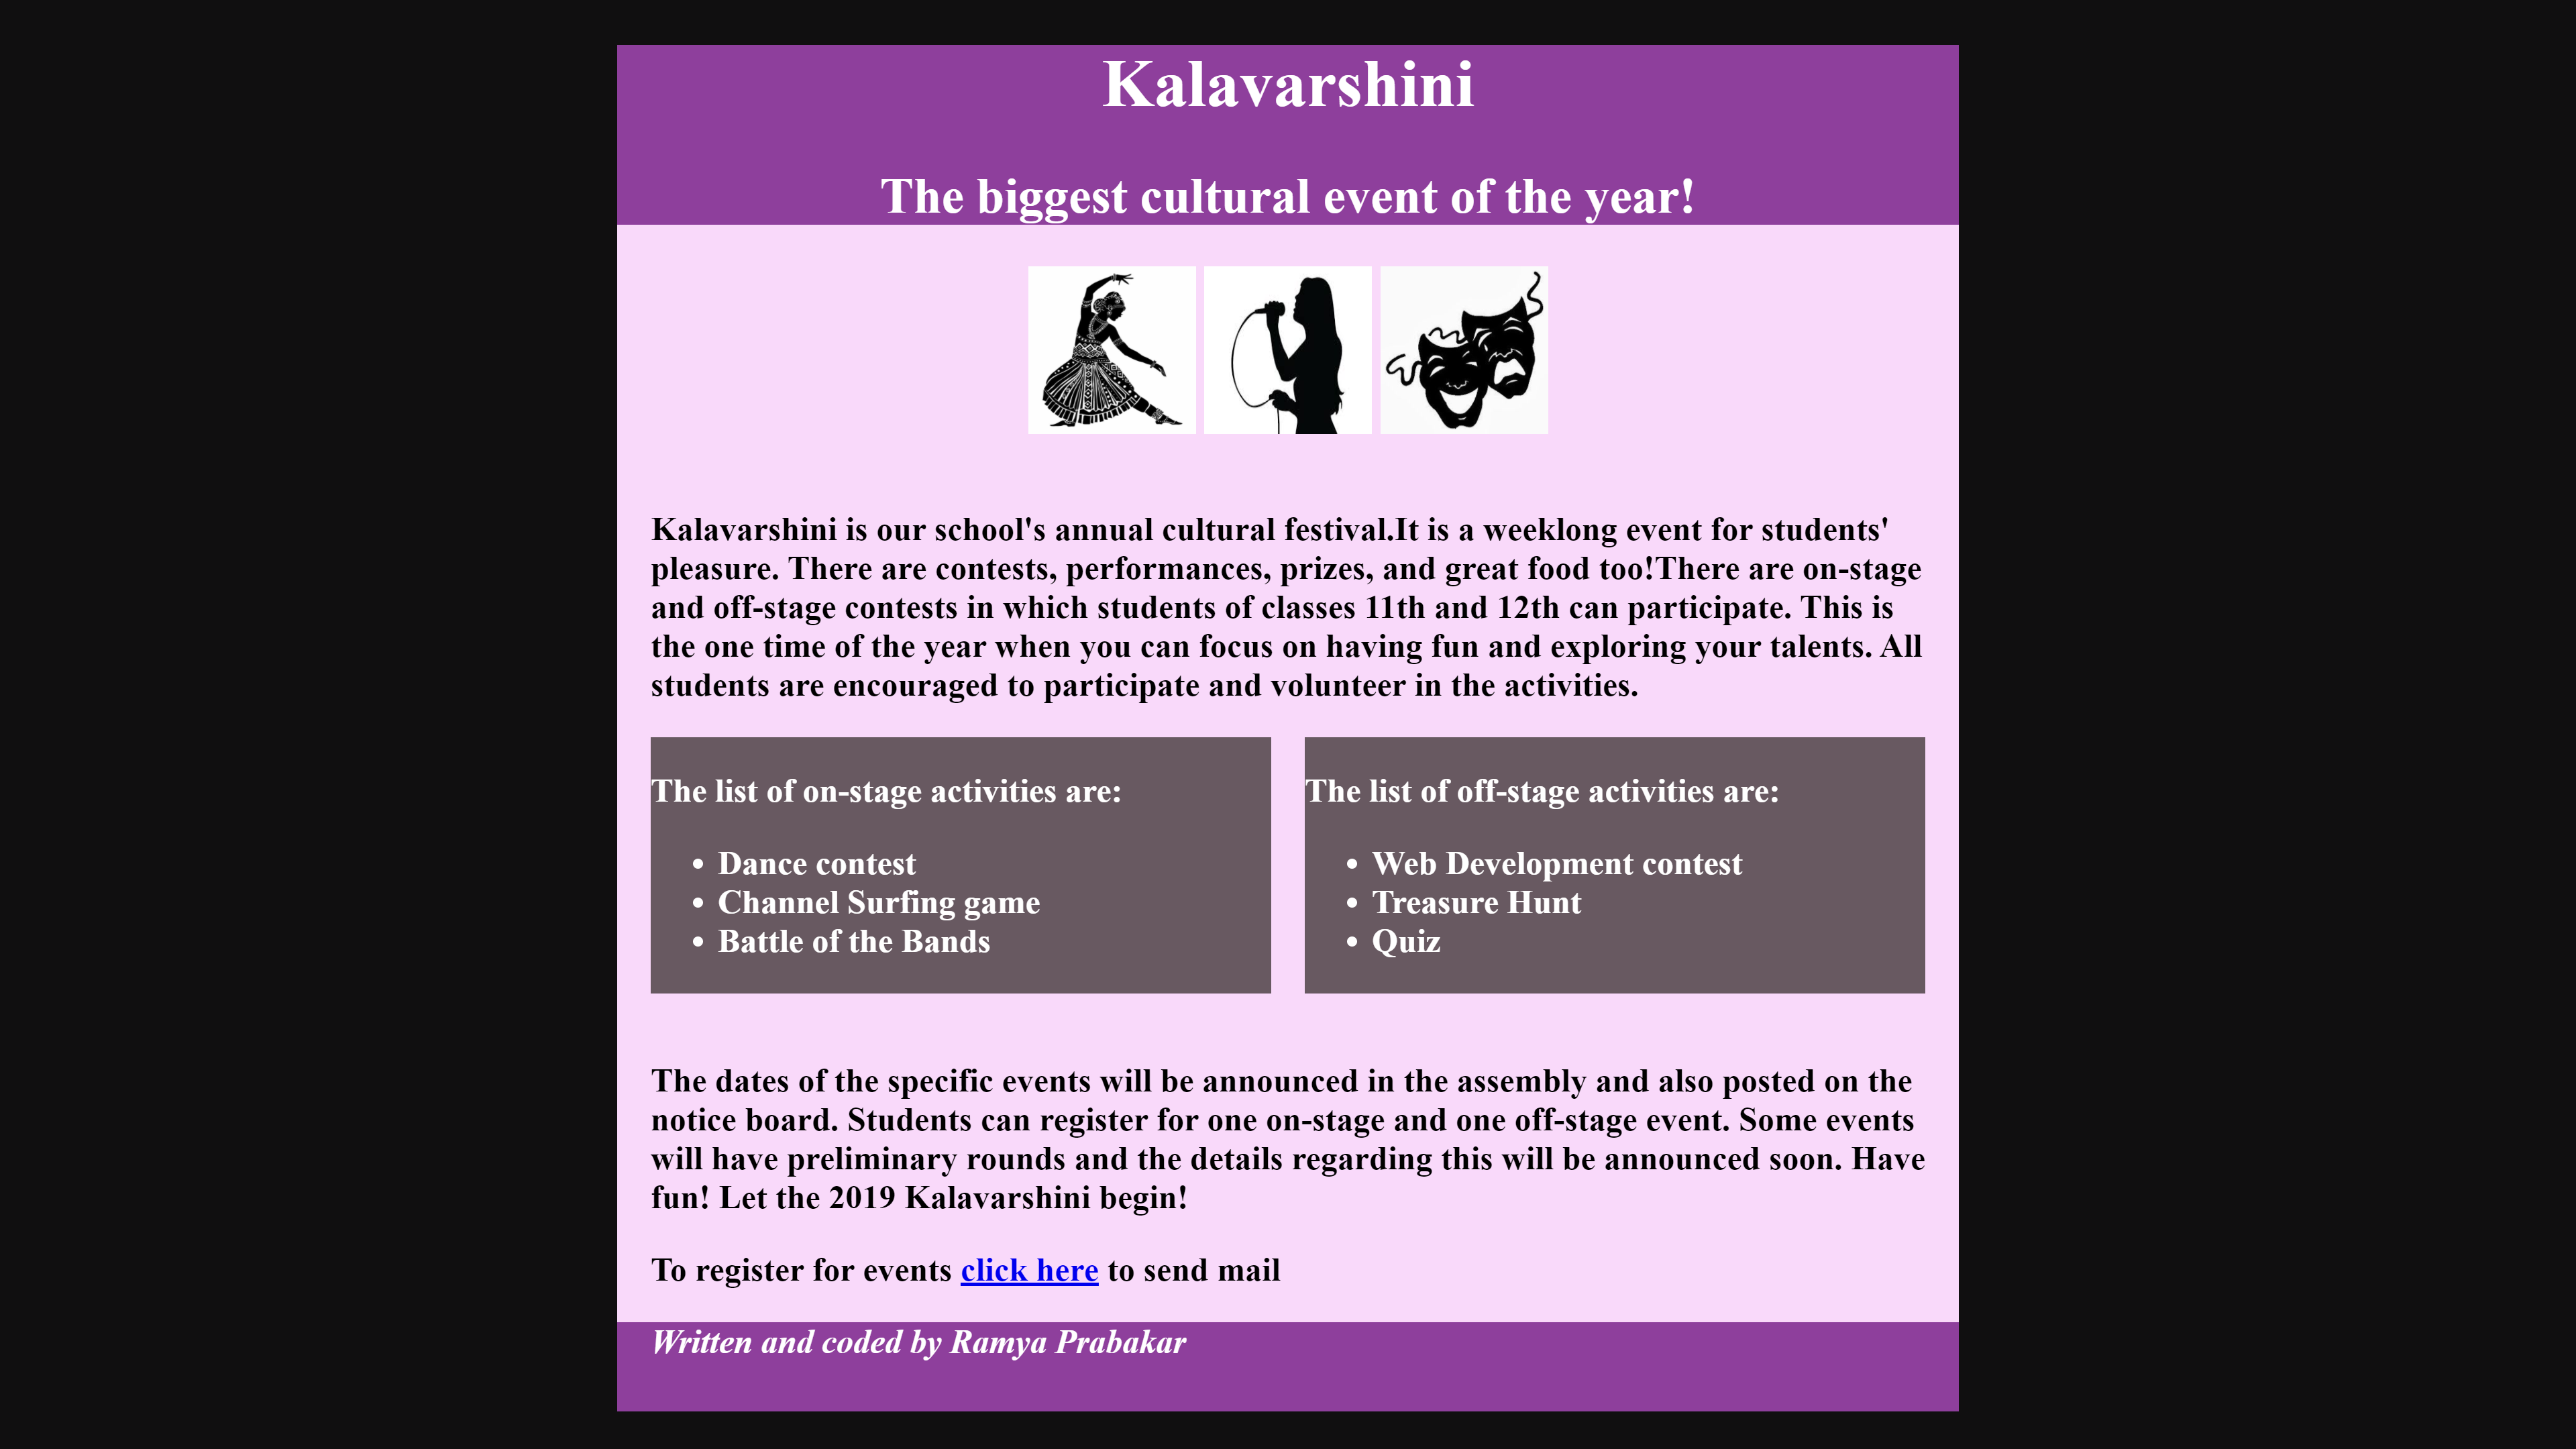 Kalavarshini
The biggest cultural event of the year!
Kalavarshini is our school's annual cultural festival.It is a weeklong event for students'
pleasure. There are contests, performances, prizes, and great food too!There are on-stage
and off-stage contests in which students of classes 11th and 12th can participate. This is
the one time of the year when you can focus on having fun and exploring your talents. All
students are encouraged to participate and volunteer in the activities.
The list of on-stage activities are:
• Dance contest
• Channel Surfing game
• Battle of the Bands
The list of off-stage activities are:
• Web Development contest
• Treasure Hunt
• Quiz
The dates of the specific events will be announced in the assembly and also posted on the
notice board. Students can register for one on-stage and one off-stage event. Some events
will have preliminary rounds and the details regarding this will be announced soon. Have
fun! Let the 2019 Kalavarshini begin!
To register for events click here to send mail
Written and coded by Ramya Prabakar